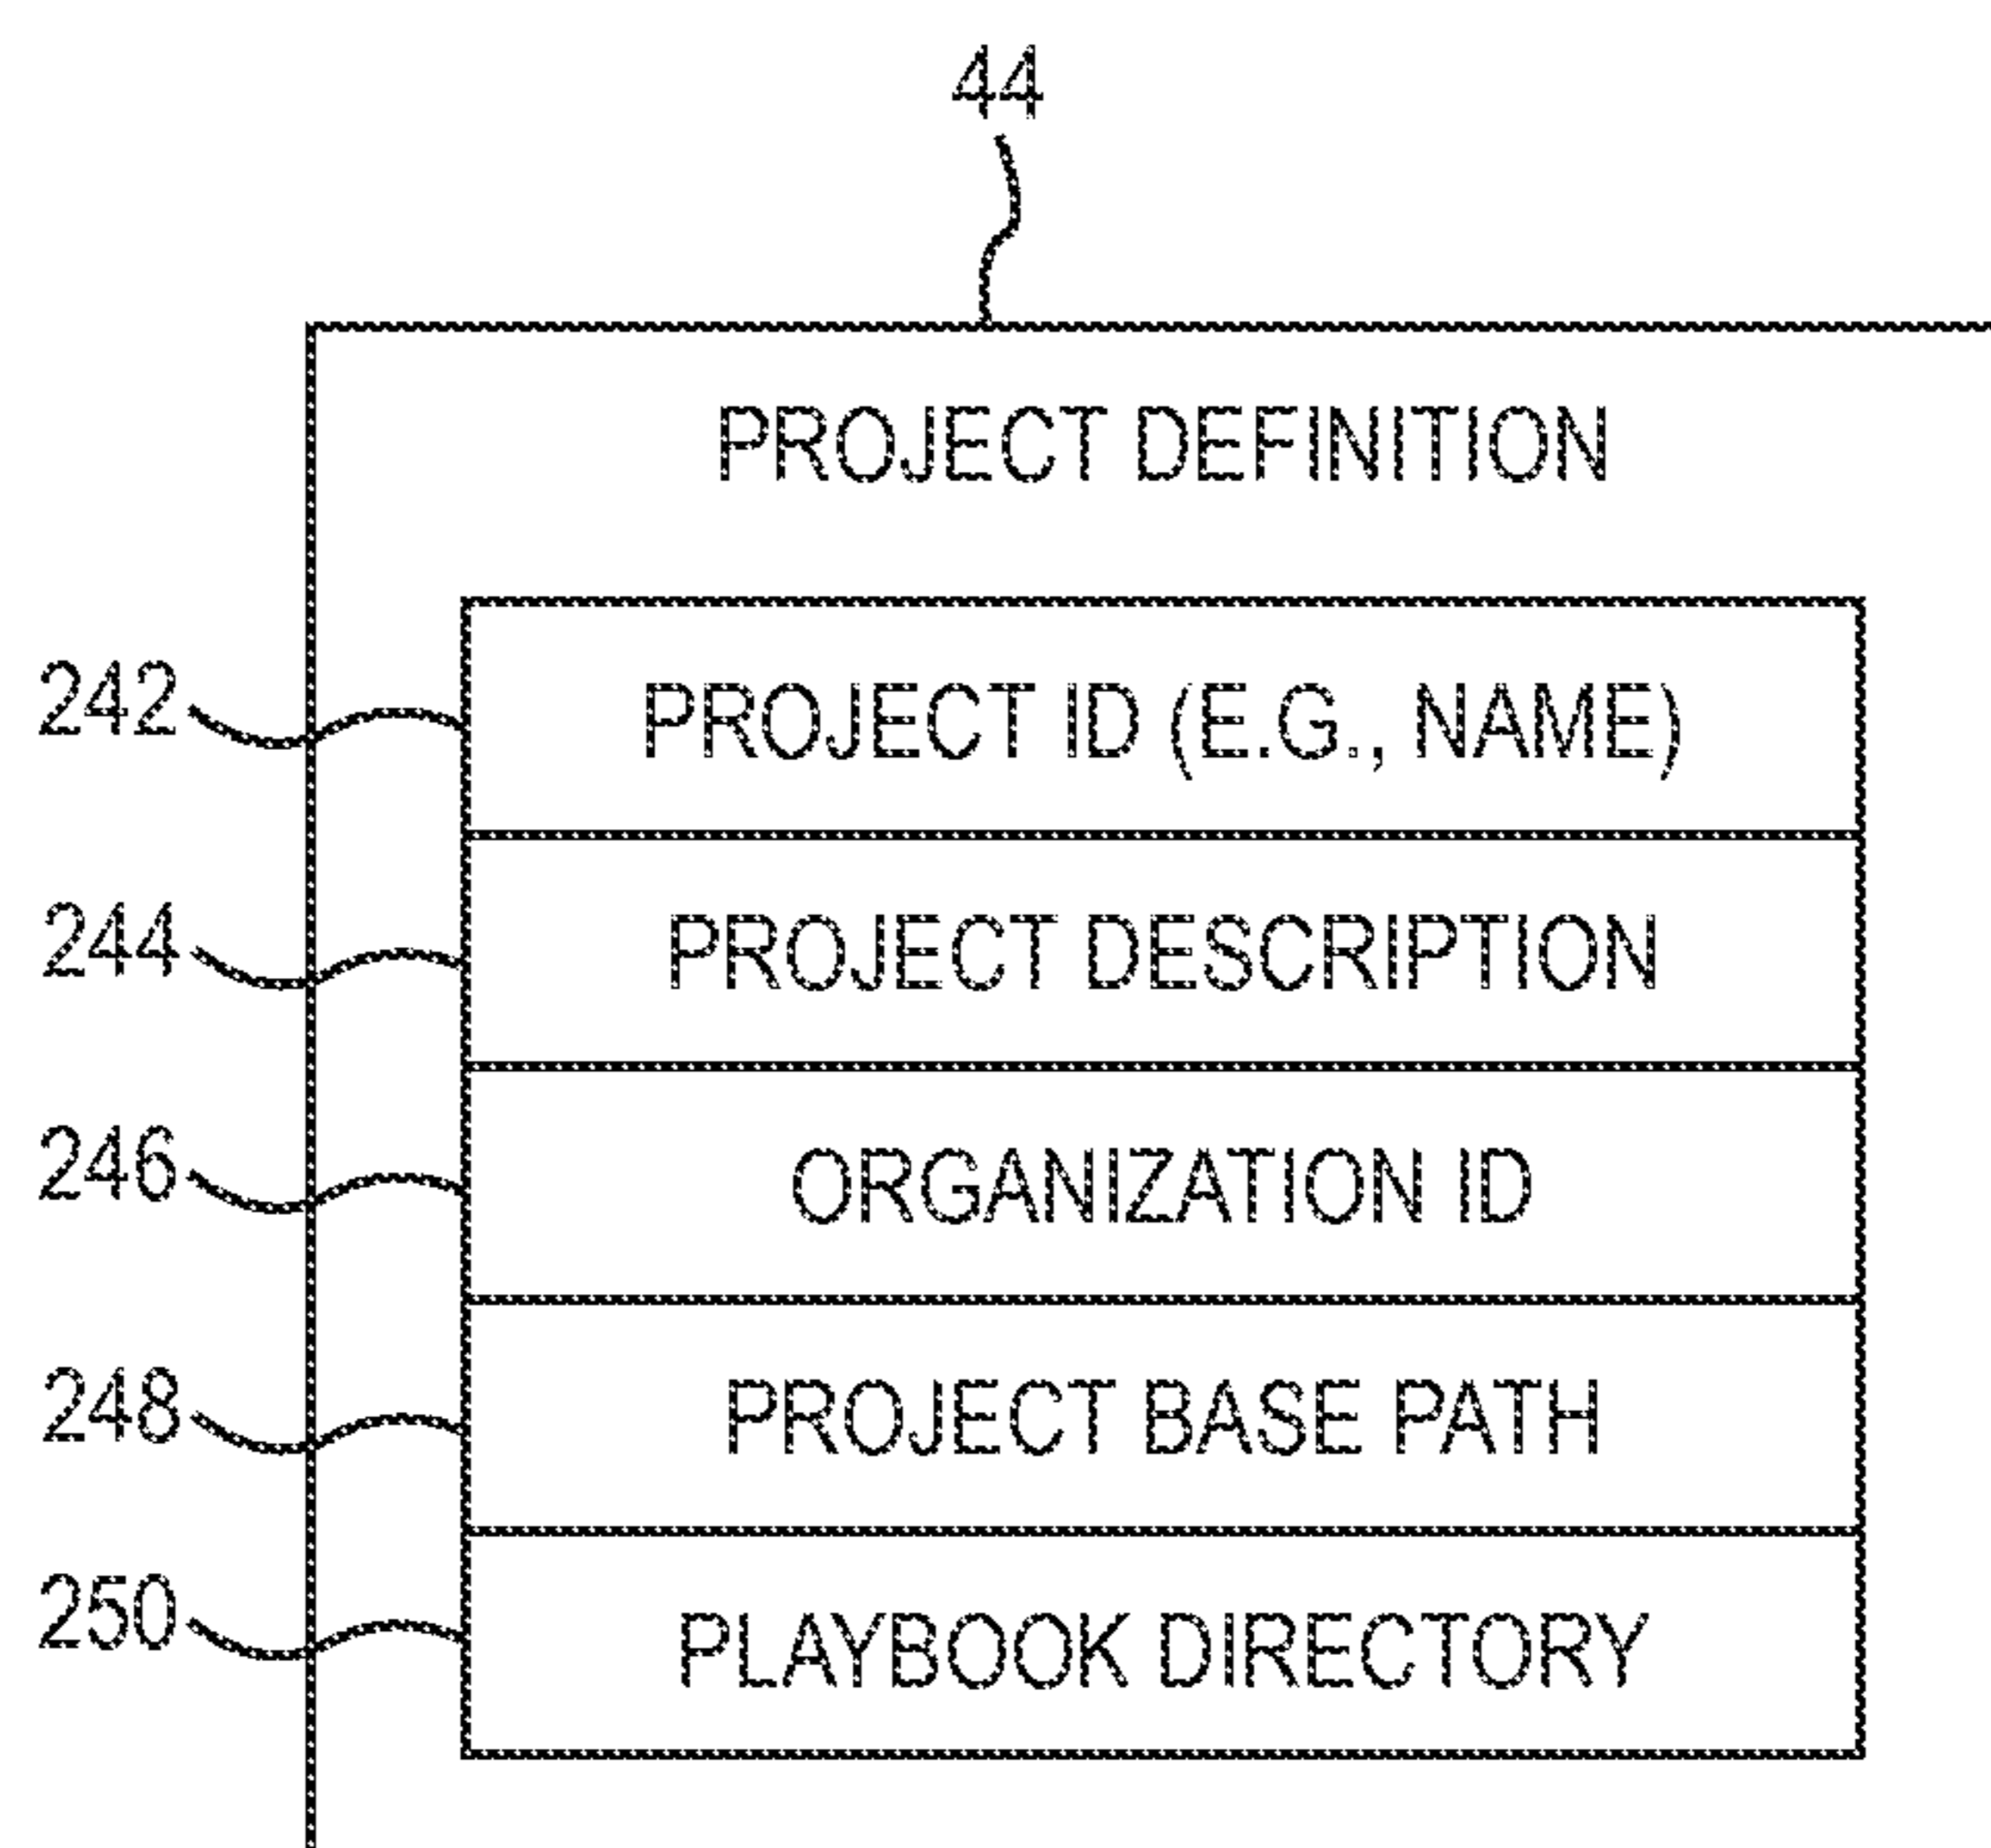 44
PROJECT DEFINITION
242 PROJECT ID (E.G., NAME)
244 PROJECT DESCRIPTION
246 ORGANIZATION ID
248 PROJECT BASE PATH
250 PLAYBOOK DIRECTORY